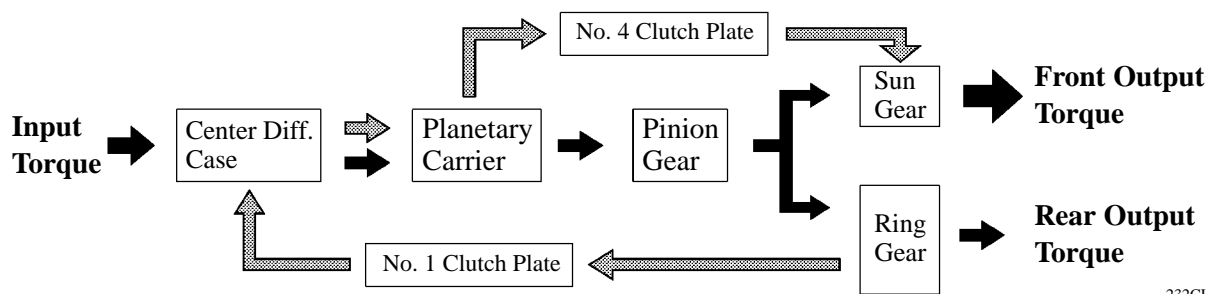 No. 4 Clutch Plate
Input
Torque
Center Diff.
Case
Planetary
Carrier
Pinion
Gear
Sun
Gear
Front Output
Torque
Ring
Gear
Rear Output
Torque
No. 1 Clutch Plate